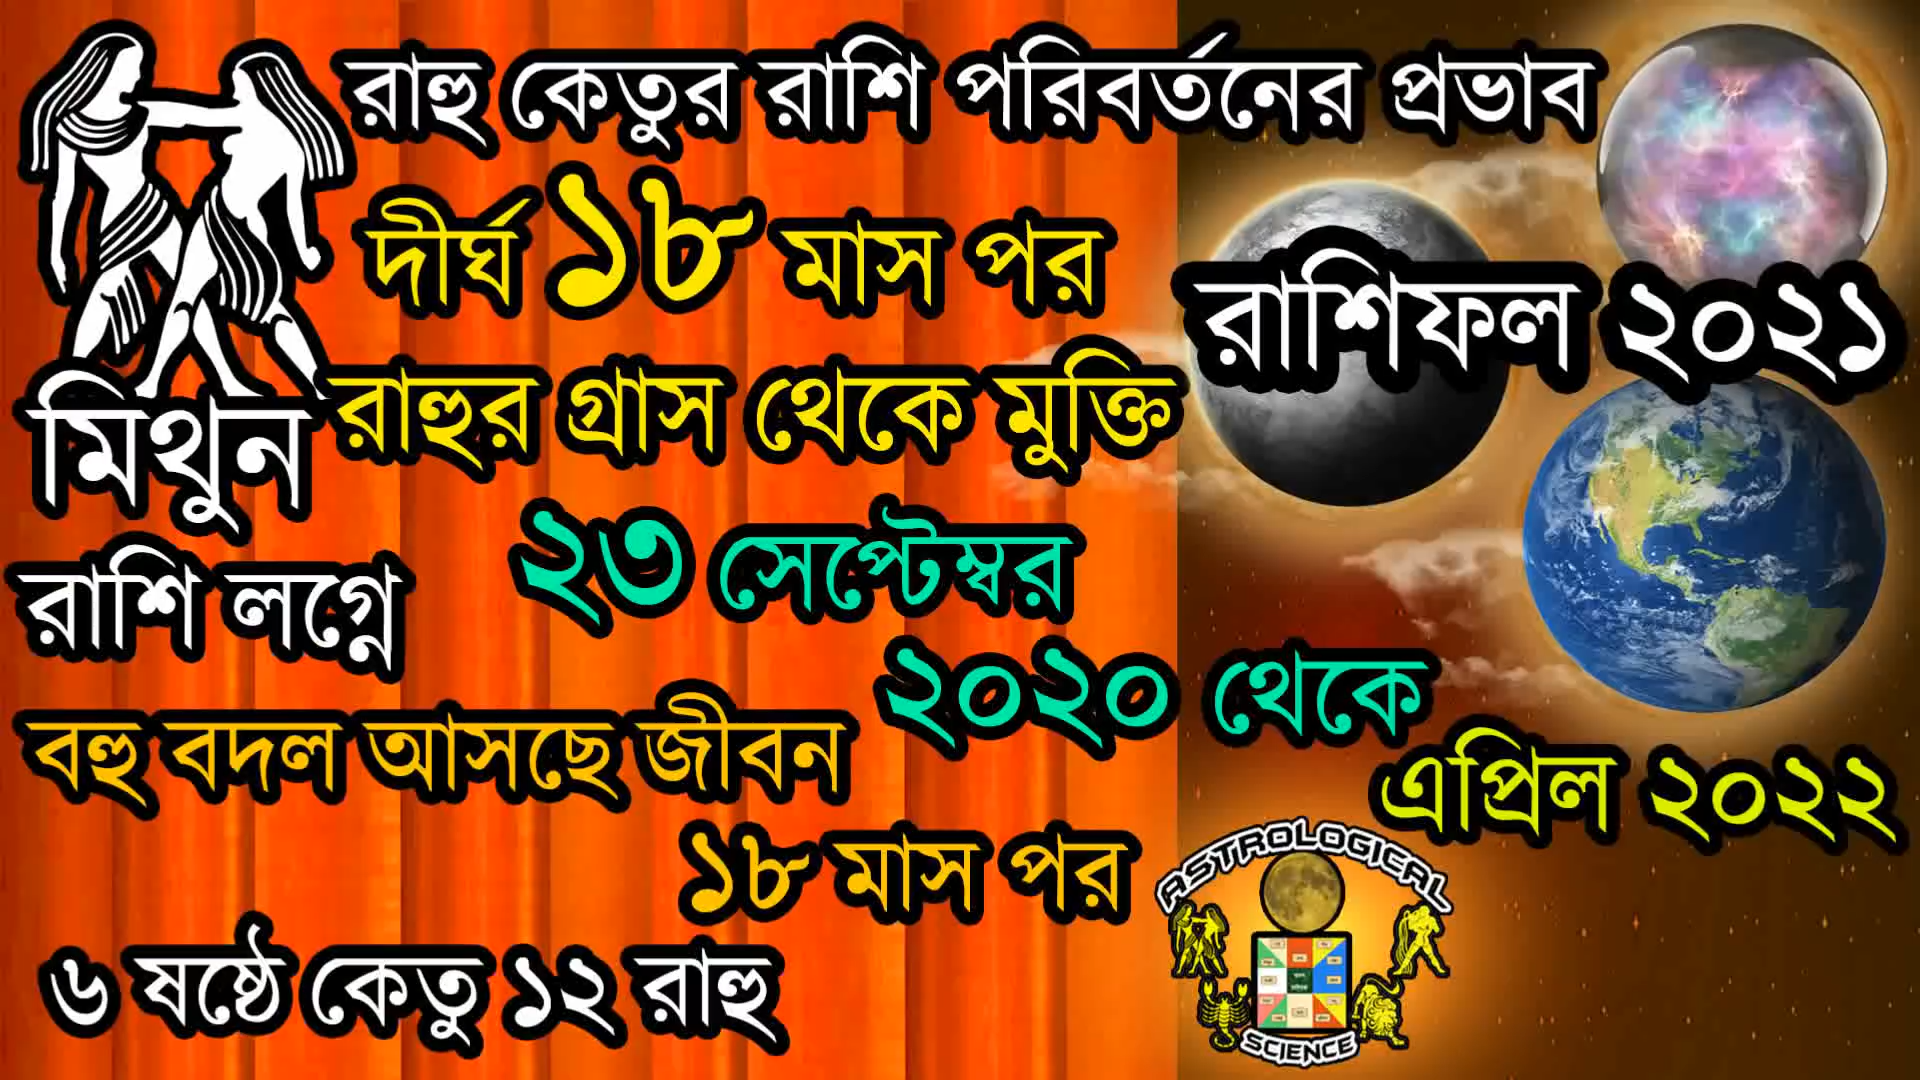 রাহু কেতুর রাশি পরিবর্তনের প্রভাব
দীর্ঘ ১৮ মাস পর
রাশিফল ২০২১
রাহুর গ্রাস থেকে মুক্তি
মিথুন
রাশি লগ্নে
২৩ সেপ্টেম্বর
২০২০ থেকে
এপ্রিল ২০২২
বহু বদল আসছে জীবন
১৮ মাস পর
৬ ষষ্ঠে কেতু ১২ রাহু
ASTROLOGICAL
SCIENCE